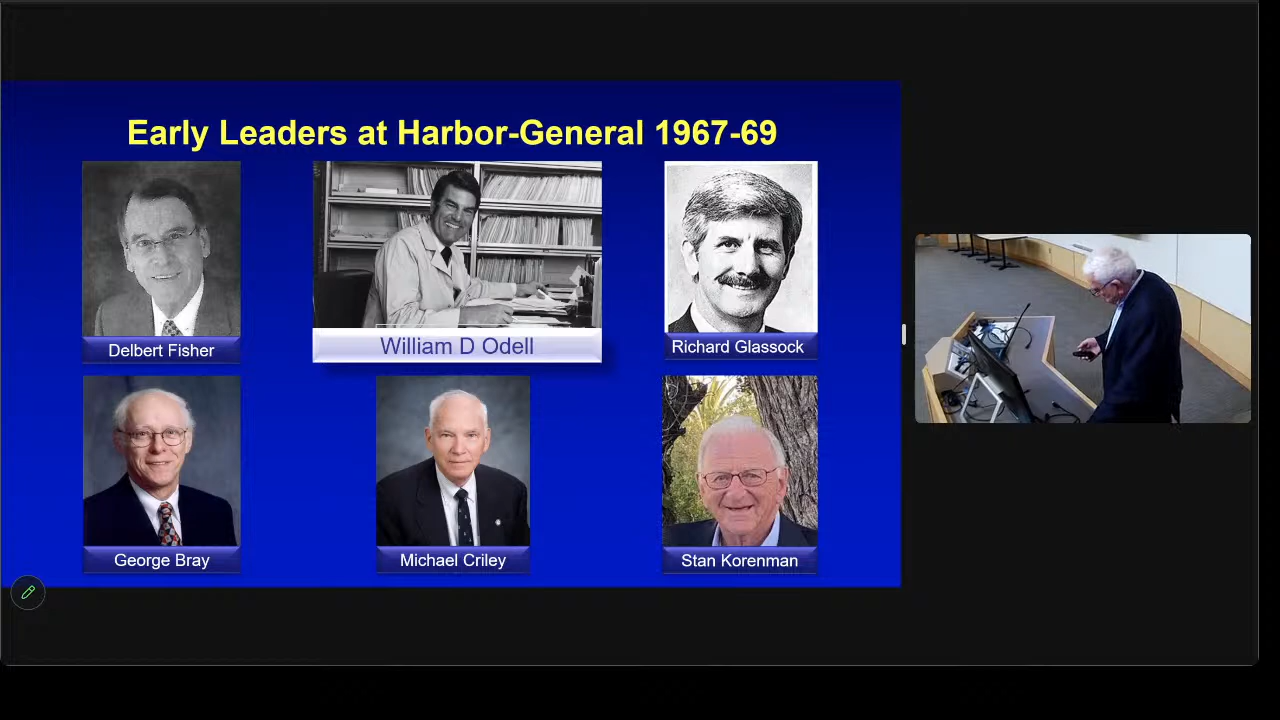 Early Leaders at Harbor-General 1967-69
Delbert Fisher
William D Odell
Richard Glassock
George Bray
Michael Criley
Stan Korenman